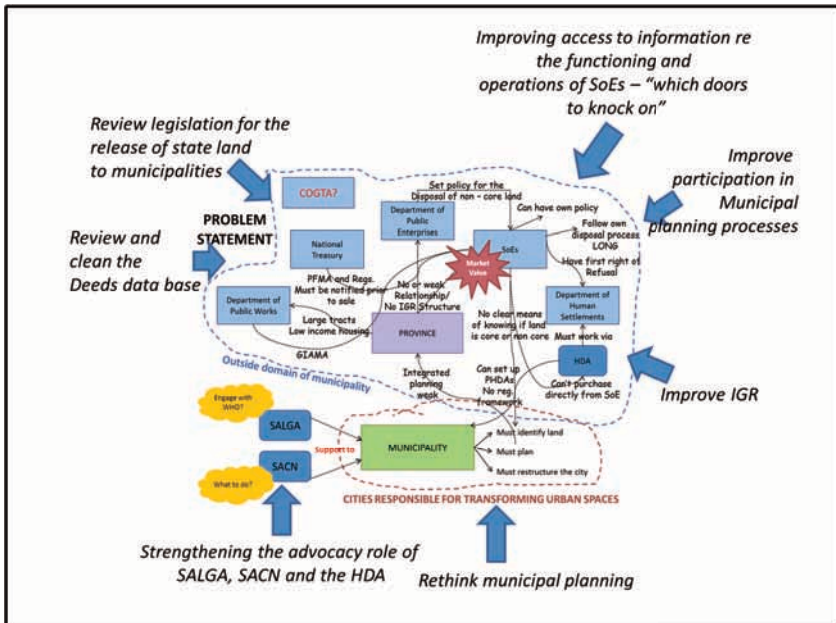 Improving access to information re
the functioning and
operations of SoEs – “which doors
to knock on”
Review legislation for the
release of state land
to municipalities
Improve
participation in
Municipal
planning processes
Review and
clean the
Deeds data base
PROBLEM
STATEMENT
COGTA?
Set policy for the
Disposal of non – core land
Department of
Public
Enterprises
Can have own policy
National
Treasury
SoEs
Market
Value
Follow own
disposal process
LONG
Have first right of
Refusal
PFMA and Regs.
Must be notified prior
to sale
No or weak
Relationship/
No IGR Structure
Department of
Public Works
Large tracts
Low income housing
PROVINCE
No clear means
of knowing if land
is core or non core
Department of
Human
Settlements
Must work via
GIAMA
HDA
Outside domain of municipality
Integrated
planning
weak
Can set up
PHDAs
No reg.
framework
Can't purchase
directly from SoE
Improve IGR
Engage with
WHO?
SALGA
Support to
MUNICIPALITY
Must identify land
Must plan
Must restructure the city
SACN
What to do?
CITIES RESPONSIBLE FOR TRANSFORMING URBAN SPACES
Strengthening the advocacy role of
SALGA, SACN and the HDA
Rethink municipal planning